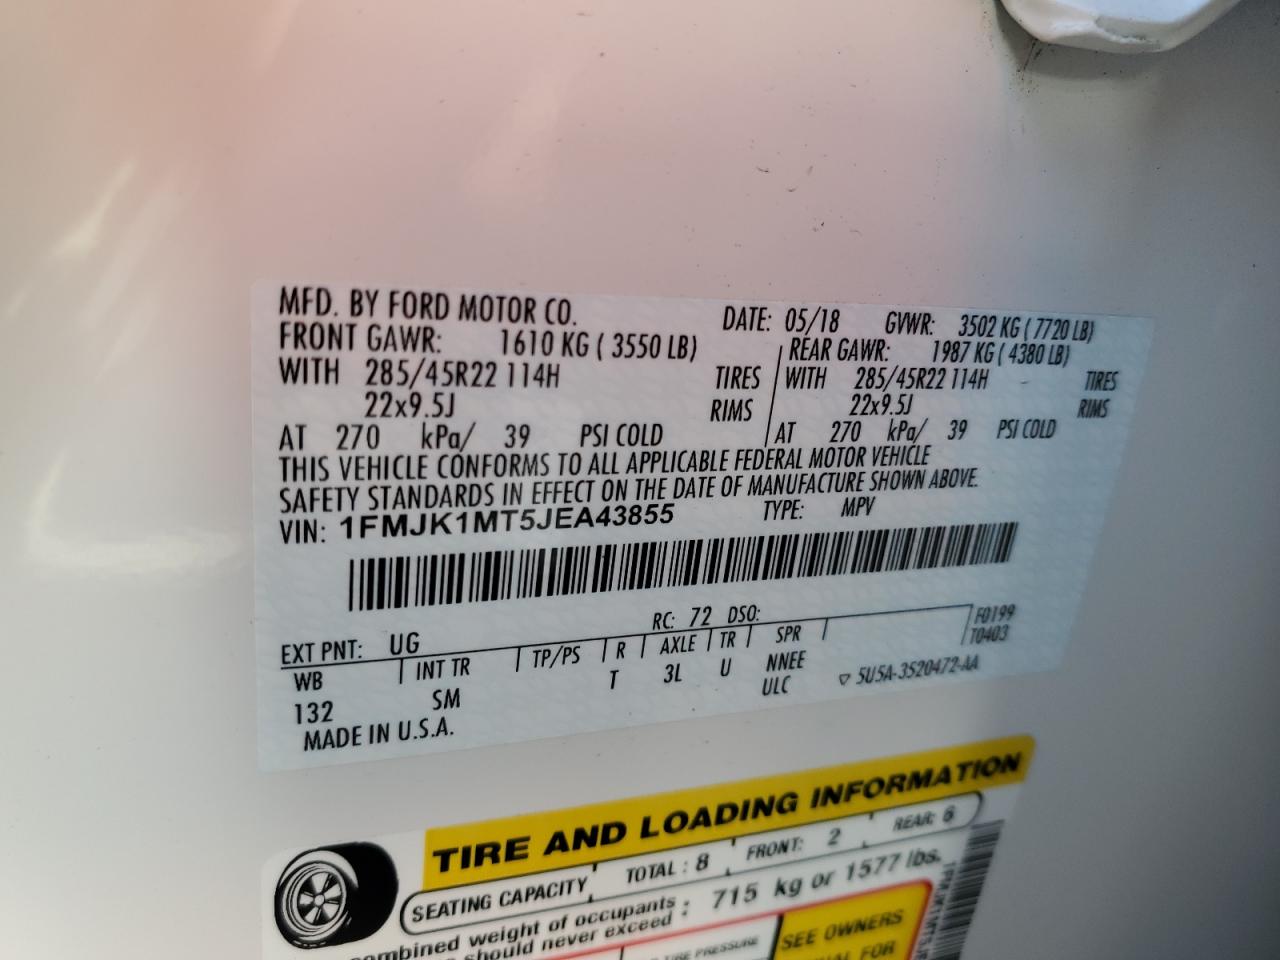 MFD. BY FORD MOTOR CO.
DATE: 05/18 GVWR: 3502 KG (7720 LB)
FRONT GAWR: 1610 KG (3550 LB)
REAR GAWR: 1987 KG (4380 LB)
WITH 285/45R22 114H TIRES
WITH 285/45R22 114H TIRES
22x9.5J RIMS
22x9.5J RIMS
AT 270 kPa/ 39 PSI COLD
AT 270 kPa/ 39 PSI COLD
THIS VEHICLE CONFORMS TO ALL APPLICABLE FEDERAL MOTOR VEHICLE
SAFETY STANDARDS IN EFFECT ON THE DATE OF MANUFACTURE SHOWN ABOVE.
VIN: 1FMJK1MT5JEA43855 TYPE: MPV
EXT PNT: UG RC: 72 DSO: F0199
WB INT TR TP/PS R AXLE TR SPR T0403
132 SM T 3L U NNEE
ULC 5U5A-3520472-AA
MADE IN U.S.A.
TIRE AND LOADING INFORMATION
SEATING CAPACITY TOTAL: 8 FRONT: 2 REAR: 6
combined weight of occupants
should never exceed : 715 kg or 1577 lbs.
TIRE PRESSURE
SEE OWNERS
FOR